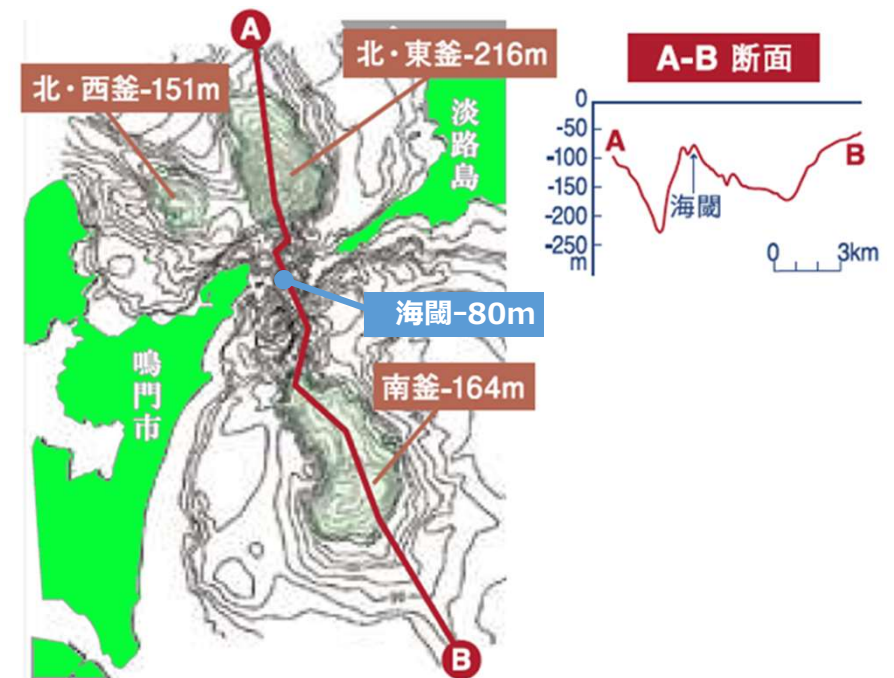 A
北・東釜-216m
北・西釜-151m
淡路島
海閾-80m
鳴門市
南釜-164m
B
A-B 断面
0
-50
-100
-150
-200
-250
m
A
B
海閾
0 3km